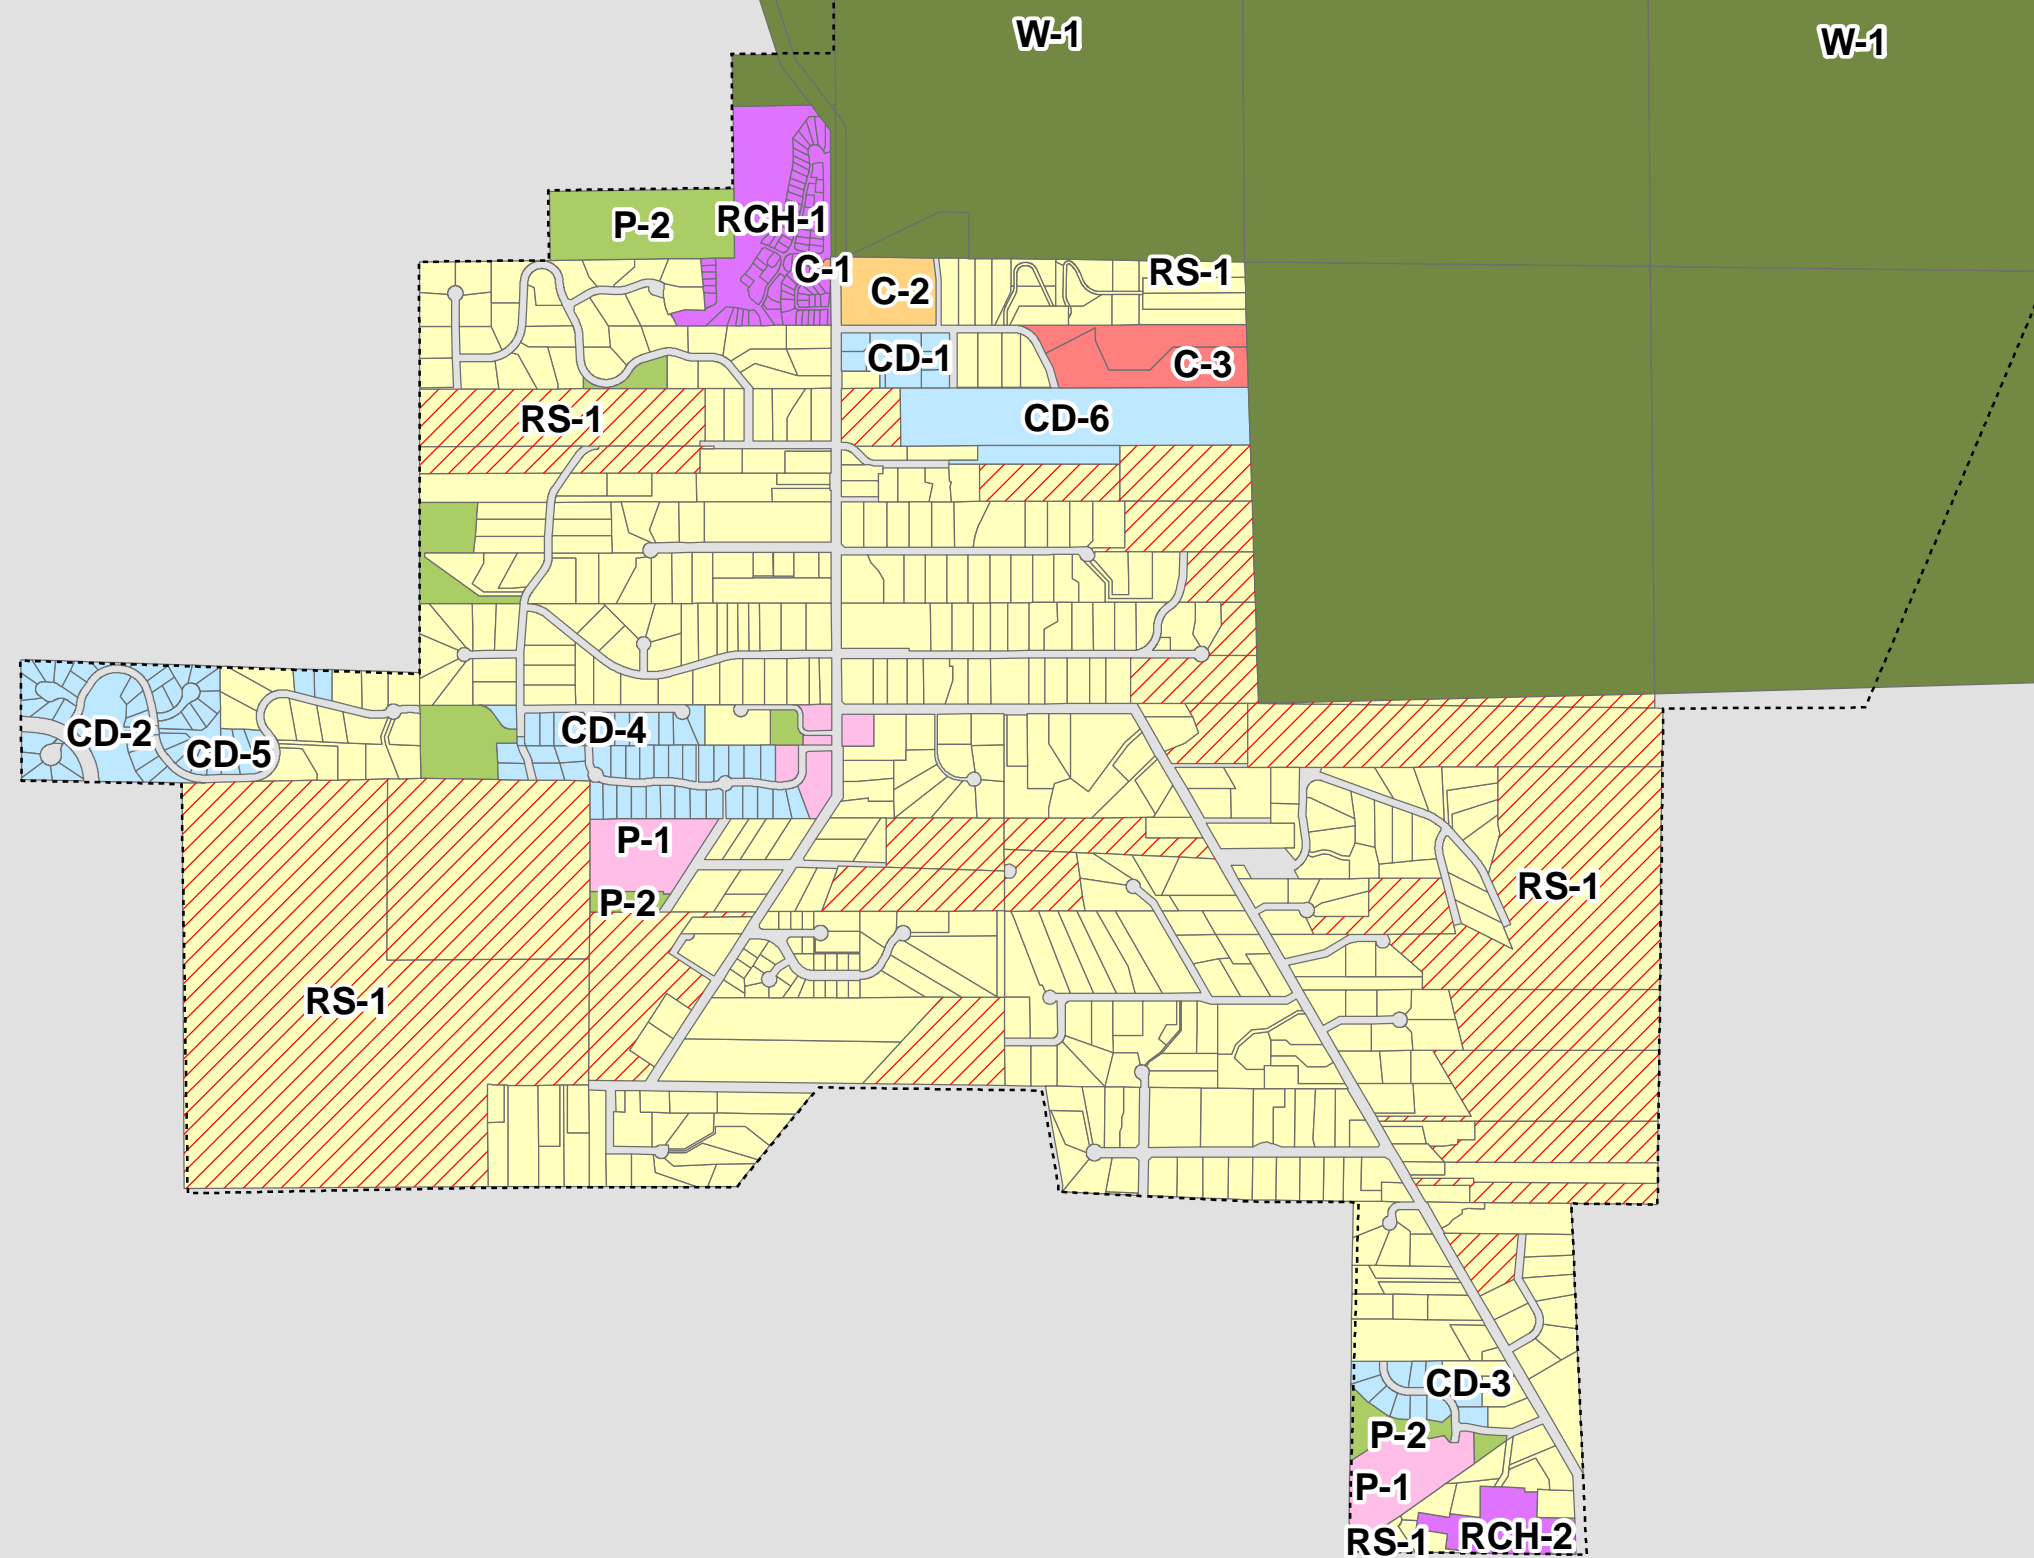 W-1
W-1
P-2
RCH-1
C-1
C-2
RS-1
CD-1
C-3
RS-1
CD-6
CD-2
CD-5
CD-4
P-1
P-2
RS-1
RS-1
CD-3
P-2
P-1
RS-1
RCH-2